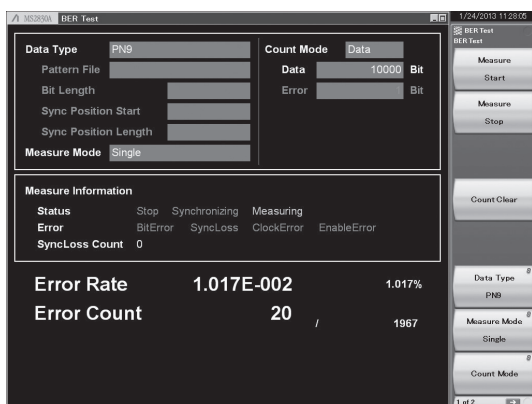 MS2830A BER Test
1/24/2013 11:28:05
BER Test
BER Test
Data Type PN9
Pattern File
Bit Length
Sync Position Start
Sync Position Length
Measure Mode Single
Count Mode Data
Data 10000 Bit
Error Bit
Measure Information
Status Stop Synchronizing Measuring
Error BitError SyncLoss ClockError EnableError
SyncLoss Count 0
Error Rate 1.017E-002 1.017%
Error Count 20 / 1967
Measure
Start
Measure
Stop
Count Clear
Data Type
PN9
Measure Mode
Single
Count Mode
1 of 2